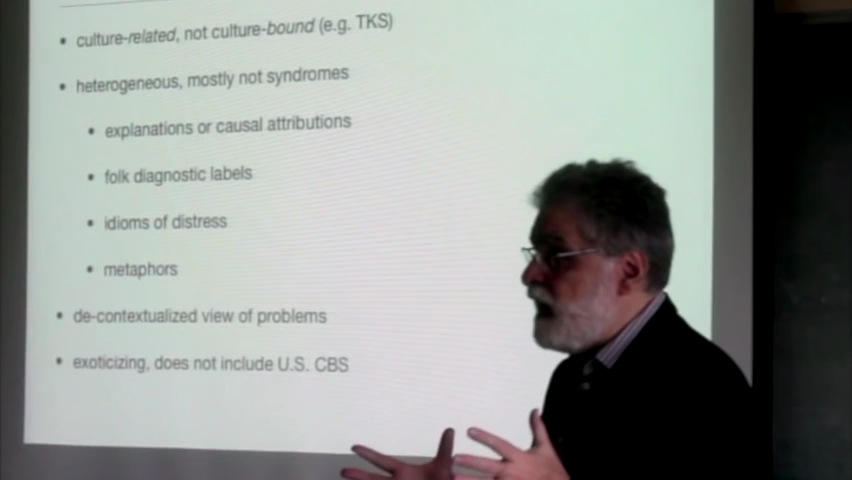 • culture-related, not culture-bound (e.g. TKS)
• heterogeneous, mostly not syndromes
• explanations or causal attributions
• folk diagnostic labels
• idioms of distress
• metaphors
• de-contextualized view of problems
• exoticizing, does not include U.S. CBS